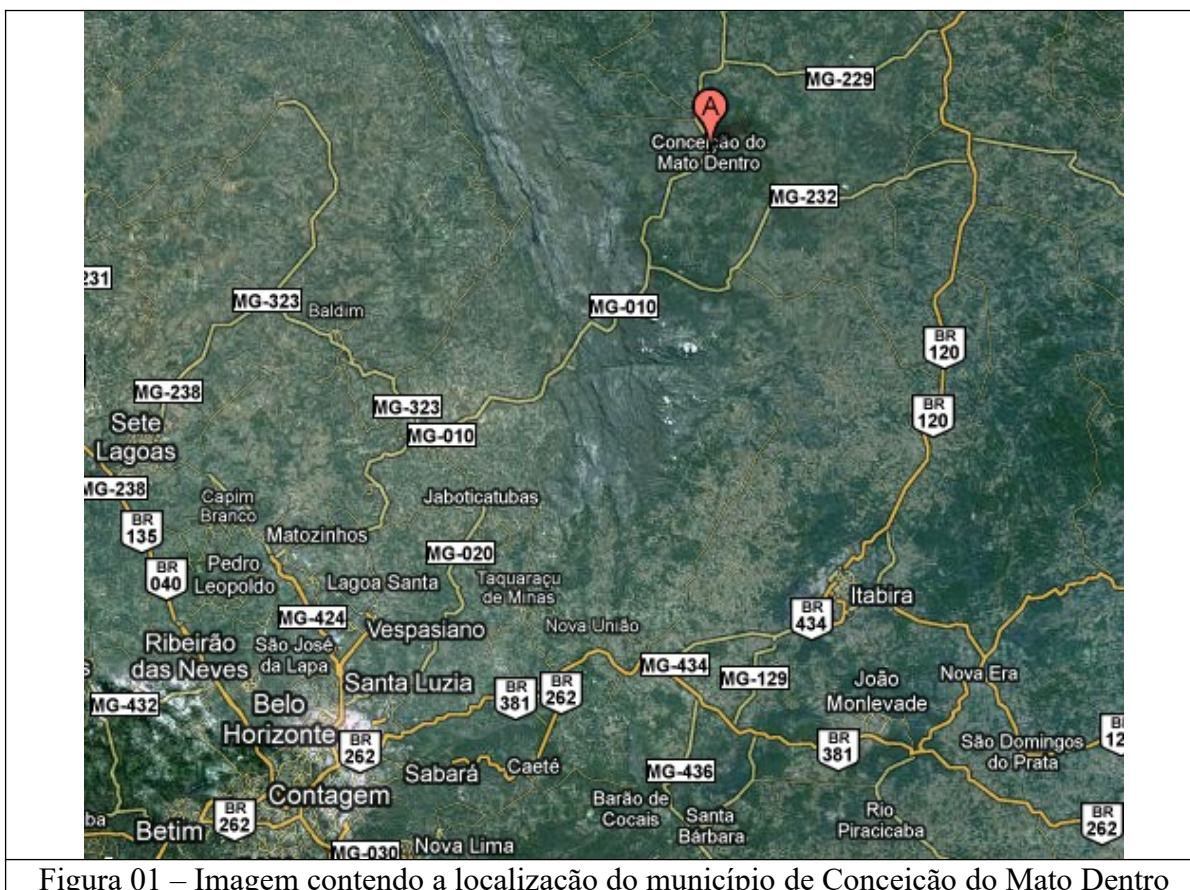 MG-229
A
Conceição do
Mato Dentro
MG-232
231
MG-323
Baldim
MG-010
BR
120
MG-238
MG-323
BR
120
Sete
Lagoas
MG-010
MG-238
Capim
Branco
Jaboticatubas
BR
135
Matozinhos
MG-020
BR
040
Pedro
Leopoldo
Lagoa Santa
Taquaraçu
de Minas
Itabira
MG-424
BR
434
Vespasiano
Nova União
Ribeirão
das Neves
São José
da Lapa
MG-434
Santa Luzia
MG-129
João
Monlevade
Nova Era
s
MG-432
Belo
Horizonte
BR
381
BR
262
BR
262
BR
381
São Domingos
do Prata
12
Sabará
Caeté
MG-436
Contagem
Barão de
Cocais
Santa
Bárbara
Rio
Piracicaba
BR
262
ba
Betim
BR
262
MG-030
Nova Lima
Figura 01 – Imagem contendo a localização do município de Conceição do Mato Dentro